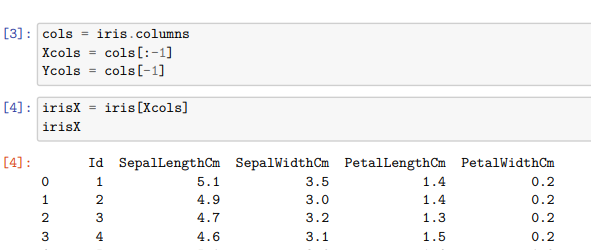 [3]: cols = iris.columns
Xcols = cols[:-1]
Ycols = cols[-1]
[4]: irisX = iris[Xcols]
irisX
[4]: Id SepalLengthCm SepalWidthCm PetalLengthCm PetalWidthCm
0 1 5.1 3.5 1.4 0.2
1 2 4.9 3.0 1.4 0.2
2 3 4.7 3.2 1.3 0.2
3 4 4.6 3.1 1.5 0.2